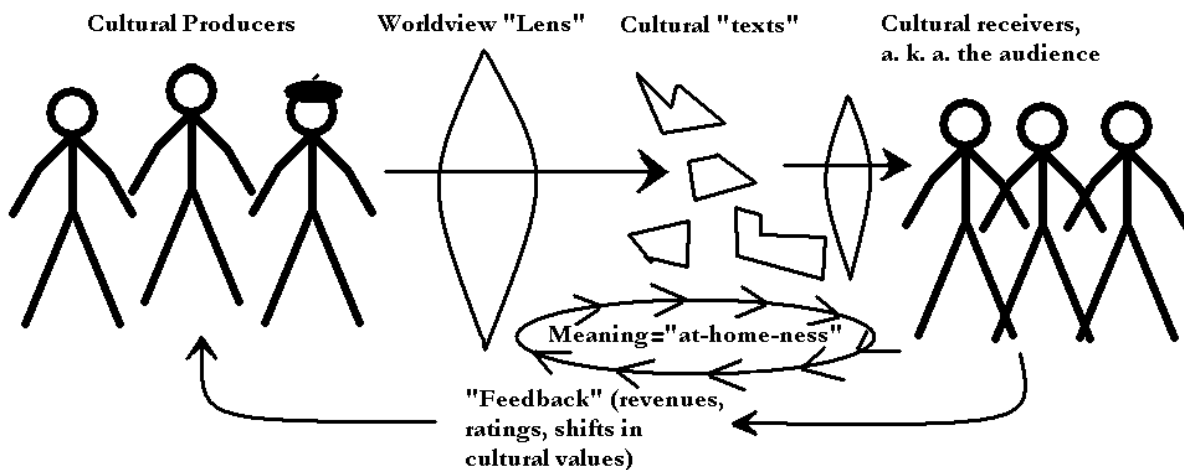 Cultural Producers
Worldview "Lens"
Cultural "texts"
Cultural receivers,
a. k. a. the audience
Meaning="at-home-ness"
"Feedback" (revenues,
ratings, shifts in
cultural values)